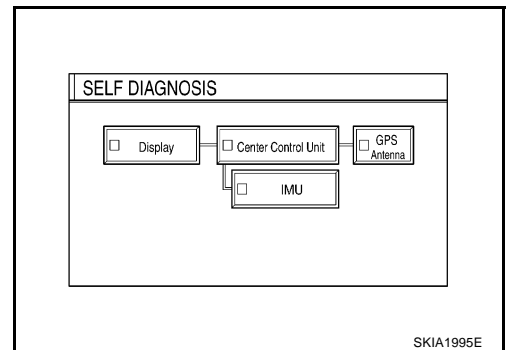 SELF DIAGNOSIS
Display
Center Control Unit
GPS
Antenna
IMU
SKIA1995E